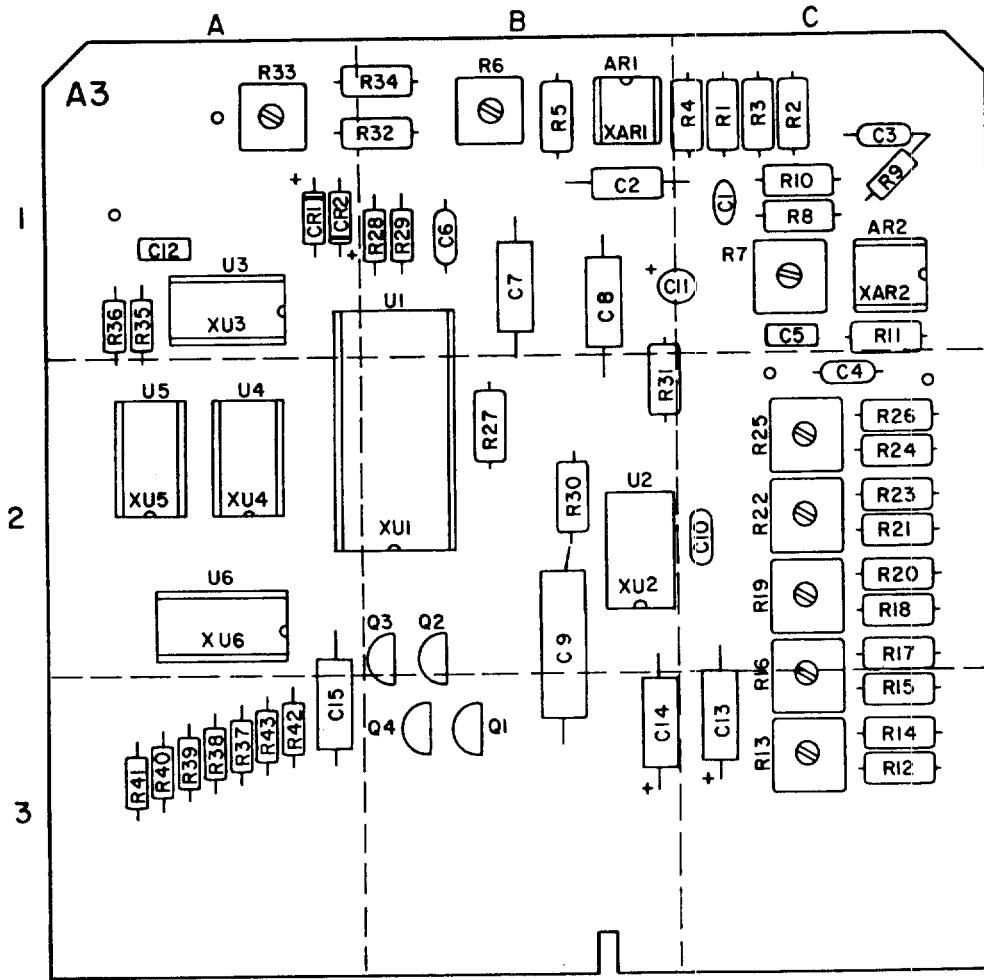 A B C
A3
R33 R34 R6 AR1
R5 XAR1 R4 R1 R3 R2
R32 C3
R9
C2 R10
1
CR1 CR2 C1
R8
R28 R29 C6
C12 AR2
U3 R7
C7 C8 C11
XAR2
U1
R36 R35 XU3
C5 R11
C4
R31
U5 U4
R26
R27 R25
R24
U2
XU5 XU4 R30 R23
2
R22
XU1 C10 R21
U6 R20
XU2 R19
R18
Q3 Q2
XU6 C9 R17
R16
R15
C15
Q4 Q1 C14 C13
R42 R14
R43 R13
R37
R38
R39 R12
R40
R41
3